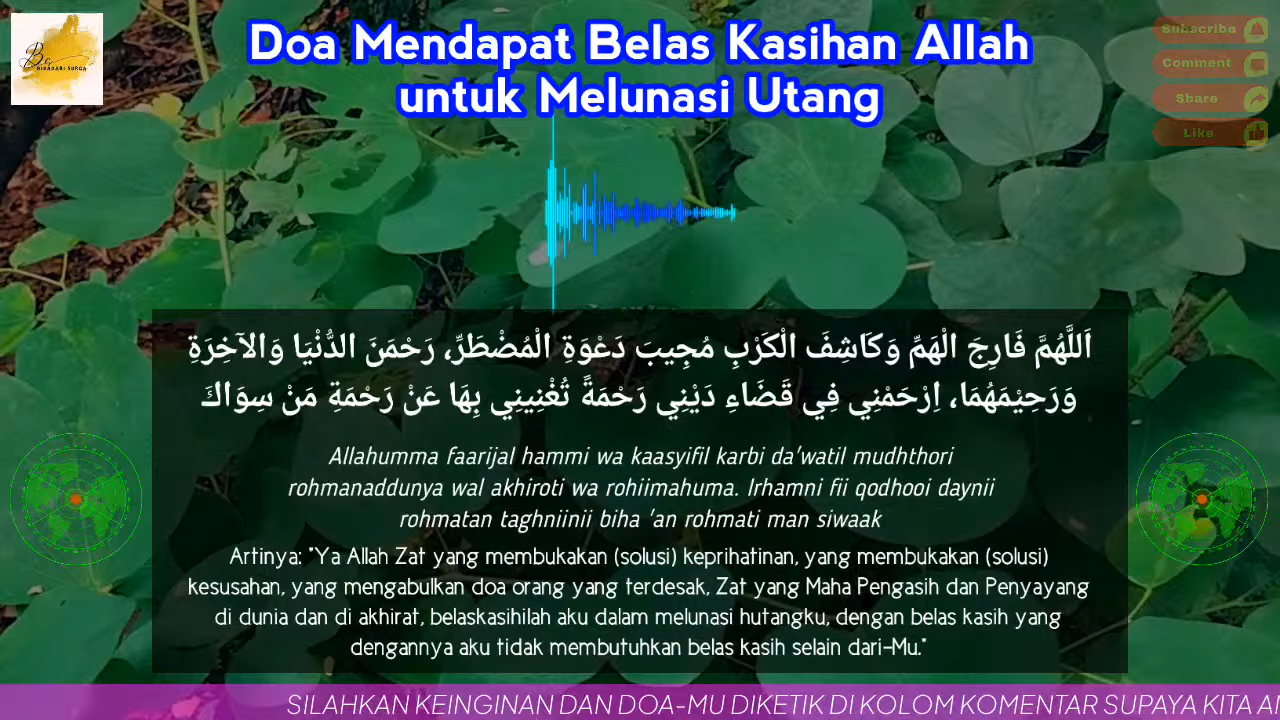 Doa Mendapat Belas Kasihan Allah
untuk Melunasi Utang
Bs
BIDADARI SURGA
Subscribe
Comment
Share
Like
اَللَّهُمَّ فَارِجَ الْهَمِّ وَكَاشِفَ الْكَرْبِ مُجِيبَ دَعْوَةِ الْمُضْطَرِّ، رَحْمَنَ الدُّنْيَا وَالآخِرَةِ
وَرَحِيْمَهُمَا، اِرْحَمْنِي فِي قَضَاءِ دَيْنِي رَحْمَةً تُغْنِينِي بِهَا عَنْ رَحْمَةِ مَنْ سِوَاكَ
Allahumma faarijal hammi wa kaasyifil karbi da'watil mudhthori
rohmanaddunya wal akhiroti wa rohiimahuma. Irhamni fii qodhooi daynii
rohmatan taghniinii biha 'an rohmati man siwaak
Artinya: "Ya Allah Zat yang membukakan (solusi) keprihatinan, yang membukakan (solusi)
kesusahan, yang mengabulkan doa orang yang terdesak, Zat yang Maha Pengasih dan Penyayang
di dunia dan di akhirat, belaskasihilah aku dalam melunasi hutangku, dengan belas kasih yang
dengannya aku tidak membutuhkan belas kasih selain dari-Mu."
SILAHKAN KEINGINAN DAN DOA-MU DIKETIK DI KOLOM KOMENTAR SUPAYA KITA